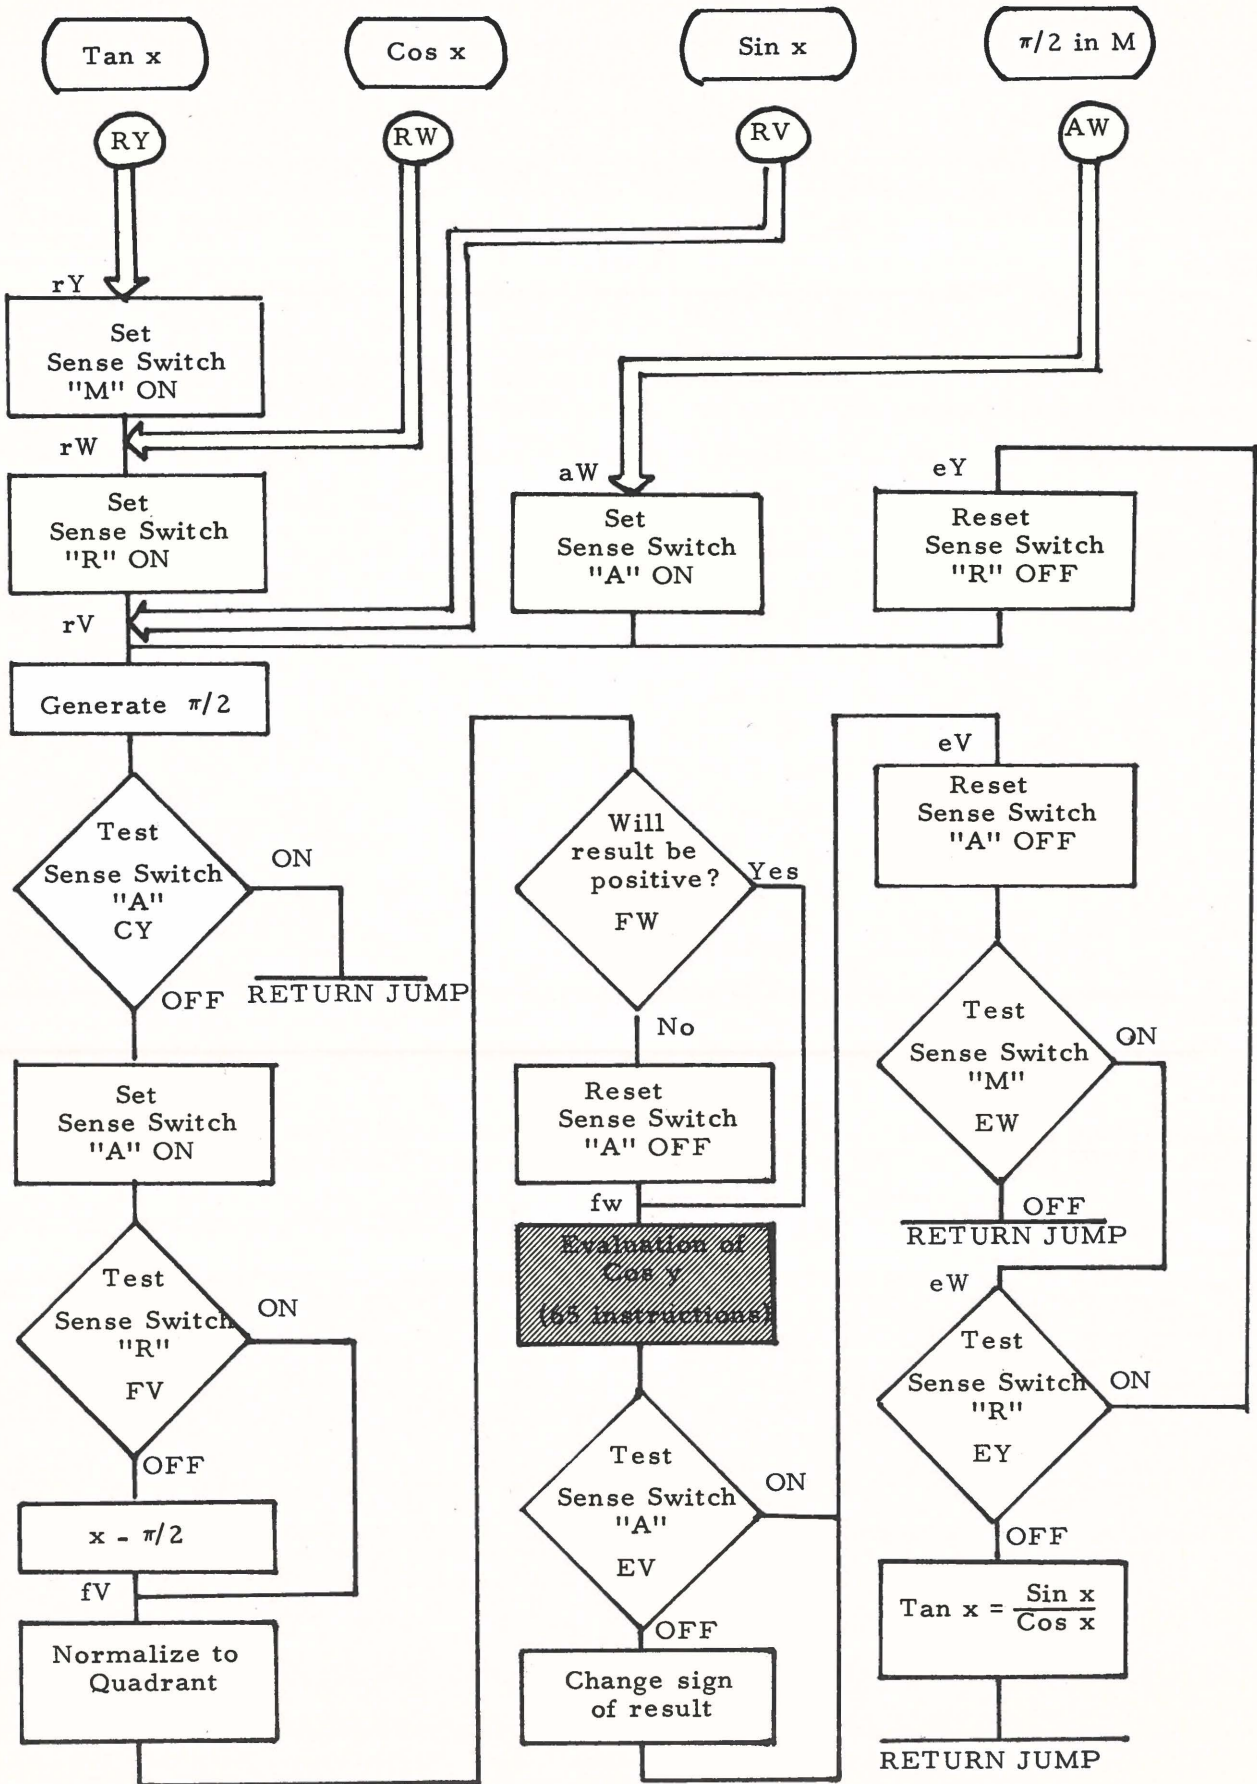 Tan x
Cos x
Sin x
π/2 in M
RY
RW
RV
AW
rY
Set
Sense Switch
"M" ON
rW
Set
Sense Switch
"R" ON
rV
Generate π/2
Test
Sense Switch
"A"
CY
ON
RETURN JUMP
OFF
Set
Sense Switch
"A" ON
Test
Sense Switch
"R"
FV
ON
OFF
x - π/2
fV
Normalize to
Quadrant
aW
Set
Sense Switch
"A" ON
Will
result be
positive?
FW
Yes
No
Reset
Sense Switch
"A" OFF
fw
Evaluation of
Cos y
(65 instructions)
Test
Sense Switch
"A"
EV
ON
OFF
Change sign
of result
eY
Reset
Sense Switch
"R" OFF
eV
Reset
Sense Switch
"A" OFF
Test
Sense Switch
"M"
EW
ON
OFF
RETURN JUMP
eW
Test
Sense Switch
"R"
EY
ON
OFF
Tan x = Sin x
Cos x
RETURN JUMP